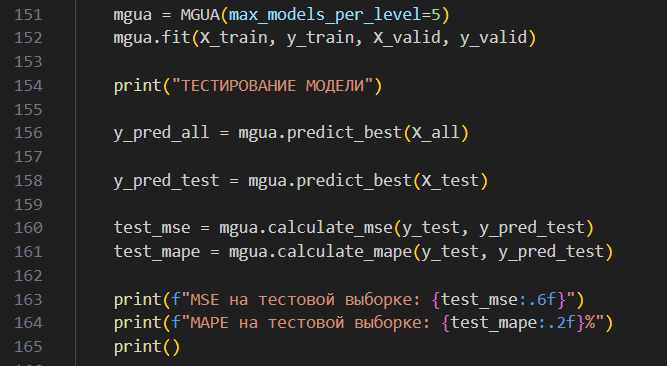 151 mgua = MGUA(max_models_per_level=5)
152 mgua.fit(X_train, y_train, X_valid, y_valid)
153
154 print("ТЕСТИРОВАНИЕ МОДЕЛИ")
155
156 y_pred_all = mgua.predict_best(X_all)
157
158 y_pred_test = mgua.predict_best(X_test)
159
160 test_mse = mgua.calculate_mse(y_test, y_pred_test)
161 test_mape = mgua.calculate_mape(y_test, y_pred_test)
162
163 print(f"MSE на тестовой выборке: {test_mse:.6f}")
164 print(f"MAPE на тестовой выборке: {test_mape:.2f}%")
165 print()